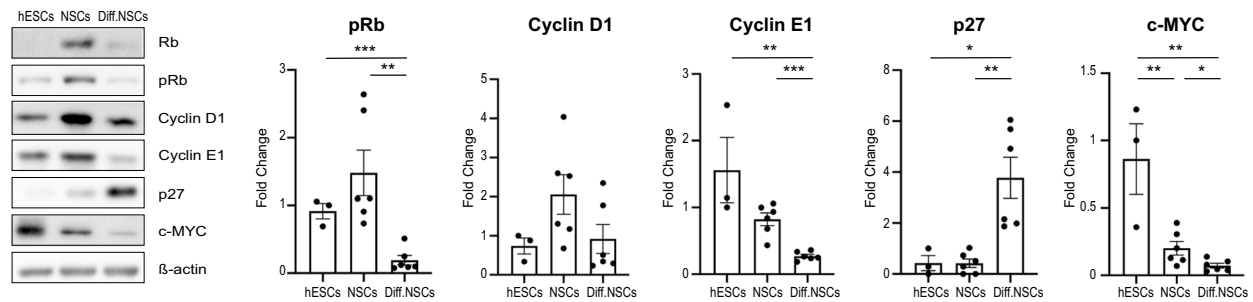 hESCs NSCs Diff.NSCs
Rb
pRb
Cyclin D1
Cyclin E1
p27
c-MYC
ß-actin
pRb
***
**
Fold Change
3
2
1
0
hESCs NSCs Diff.NSCs
Cyclin D1
Fold Change
5
4
3
2
1
0
hESCs NSCs Diff.NSCs
Cyclin E1
**
***
Fold Change
3
2
1
0
hESCs NSCs Diff.NSCs
p27
*
**
Fold Change
8
6
4
2
0
hESCs NSCs Diff.NSCs
c-MYC
**
** *
Fold Change
1.5
1
0.5
0
hESCs NSCs Diff.NSCs